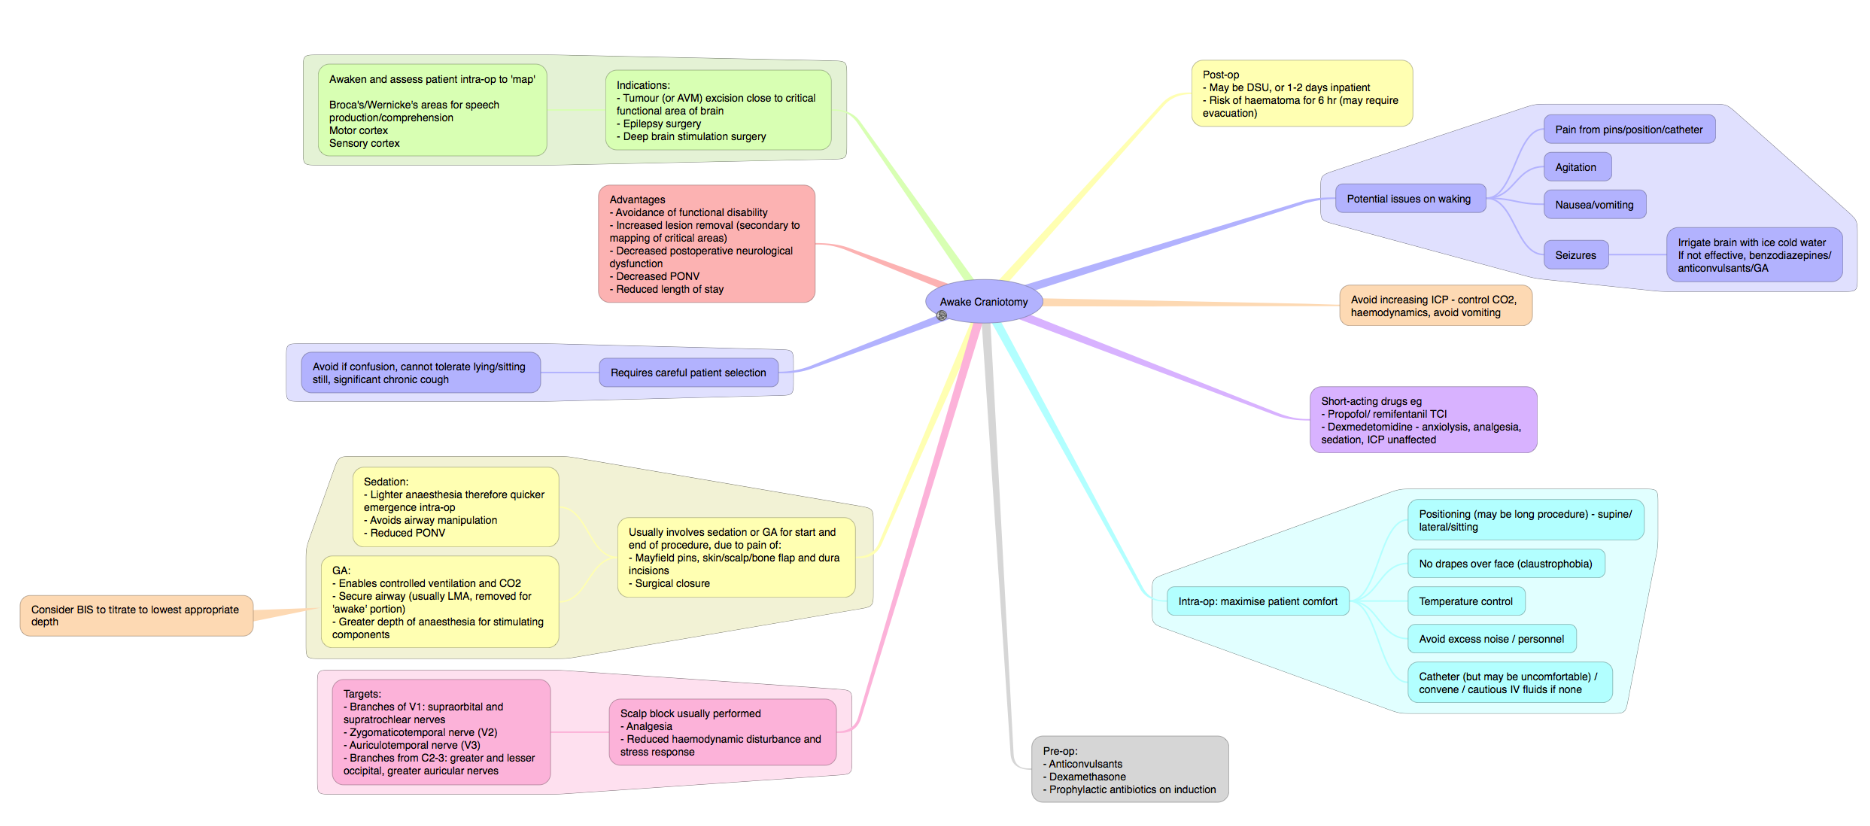 Awake Craniotomy
Awaken and assess patient intra-op to 'map'
Broca's/Wernicke's areas for speech
production/comprehension
Motor cortex
Sensory cortex
Indications:
- Tumour (or AVM) excision close to critical
functional area of brain
- Epilepsy surgery
- Deep brain stimulation surgery
Advantages
- Avoidance of functional disability
- Increased lesion removal (secondary to
mapping of critical areas)
- Decreased postoperative neurological
dysfunction
- Decreased PONV
- Reduced length of stay
Avoid if confusion, cannot tolerate lying/sitting
still, significant chronic cough
Requires careful patient selection
Sedation:
- Lighter anaesthesia therefore quicker
emergence intra-op
- Avoids airway manipulation
- Reduced PONV
GA:
- Enables controlled ventilation and CO2
- Secure airway (usually LMA, removed for
'awake' portion)
- Greater depth of anaesthesia for stimulating
components
Usually involves sedation or GA for start and
end of procedure, due to pain of:
- Mayfield pins, skin/scalp/bone flap and dura
incisions
- Surgical closure
Consider BIS to titrate to lowest appropriate
depth
Targets:
- Branches of V1: supraorbital and
supratrochlear nerves
- Zygomaticotemporal nerve (V2)
- Auriculotemporal nerve (V3)
- Branches from C2-3: greater and lesser
occipital, greater auricular nerves
Scalp block usually performed
- Analgesia
- Reduced haemodynamic disturbance and
stress response
Post-op
- May be DSU, or 1-2 days inpatient
- Risk of haematoma for 6 hr (may require
evacuation)
Potential issues on waking
Pain from pins/position/catheter
Agitation
Nausea/vomiting
Seizures
Irrigate brain with ice cold water
If not effective, benzodiazepines/
anticonvulsants/GA
Avoid increasing ICP - control CO2,
haemodynamics, avoid vomiting
Short-acting drugs eg
- Propofol/ remifentanil TCI
- Dexmedetomidine - anxiolysis, analgesia,
sedation, ICP unaffected
Intra-op: maximise patient comfort
Positioning (may be long procedure) - supine/
lateral/sitting
No drapes over face (claustrophobia)
Temperature control
Avoid excess noise / personnel
Catheter (but may be uncomfortable) /
convene / cautious IV fluids if none
Pre-op:
- Anticonvulsants
- Dexamethasone
- Prophylactic antibiotics on induction